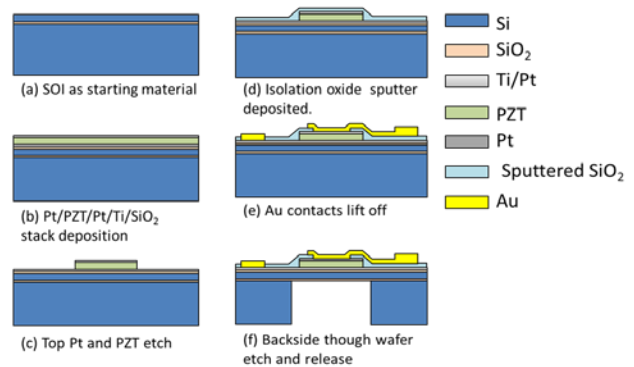 (a) SOI as starting material
(b) Pt/PZT/Pt/Ti/SiO₂
stack deposition
(c) Top Pt and PZT etch
(d) Isolation oxide sputter
deposited.
(e) Au contacts lift off
(f) Backside though wafer
etch and release
Si
SiO₂
Ti/Pt
PZT
Pt
Sputtered SiO₂
Au